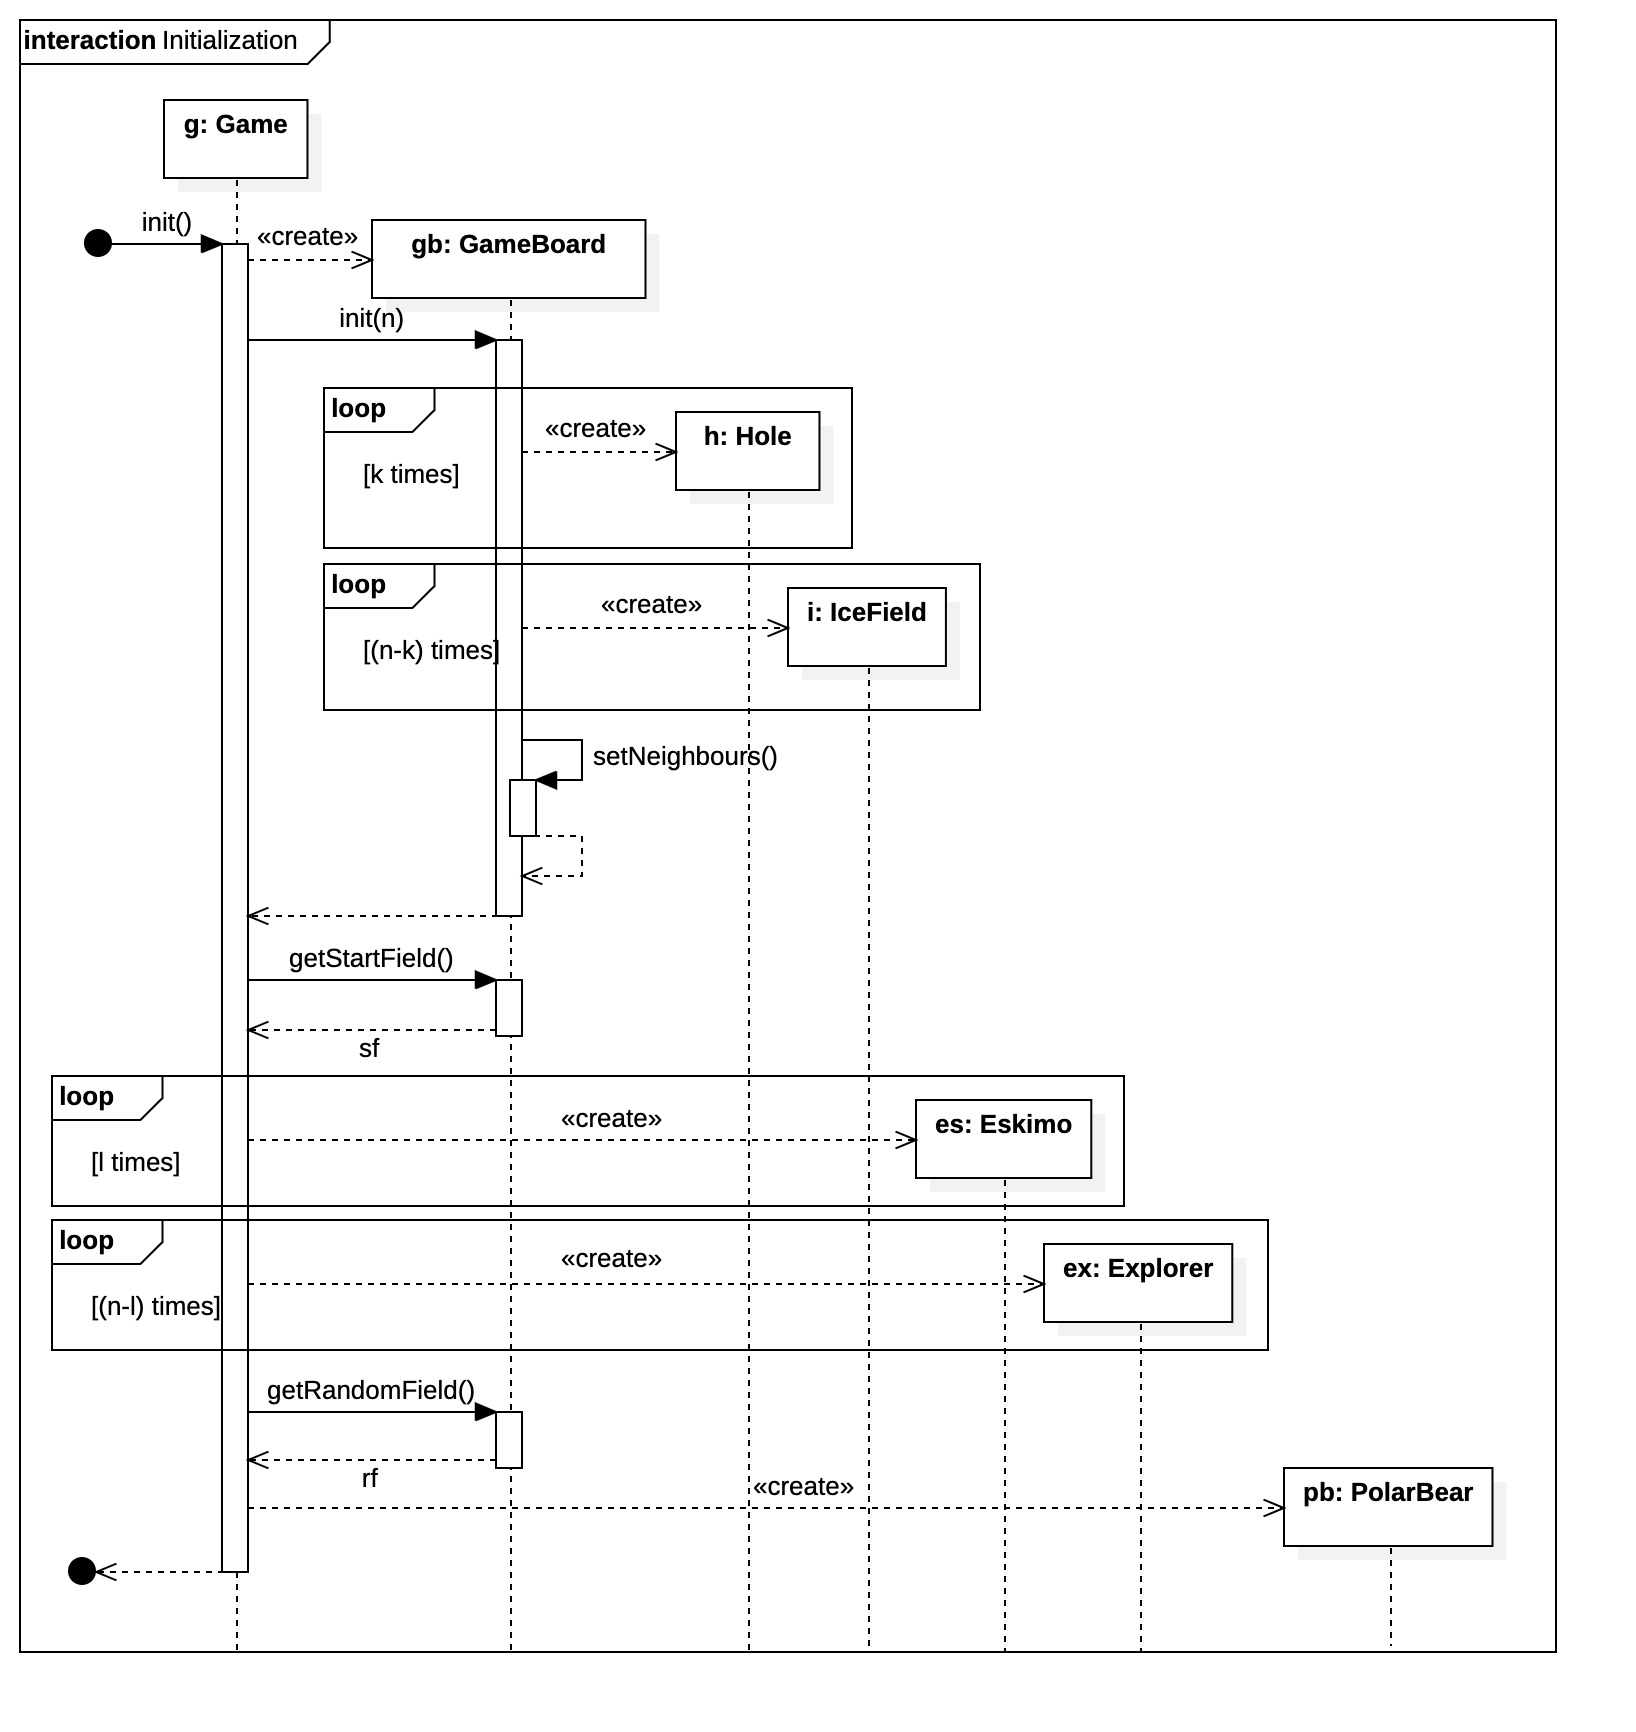 interaction Initialization
g: Game
init()
«create»
gb: GameBoard
init(n)
loop
«create»
h: Hole
[k times]
loop
«create»
i: IceField
[(n-k) times]
setNeighbours()
getStartField()
sf
loop
«create»
es: Eskimo
[l times]
loop
«create»
ex: Explorer
[(n-l) times]
getRandomField()
rf
«create»
pb: PolarBear